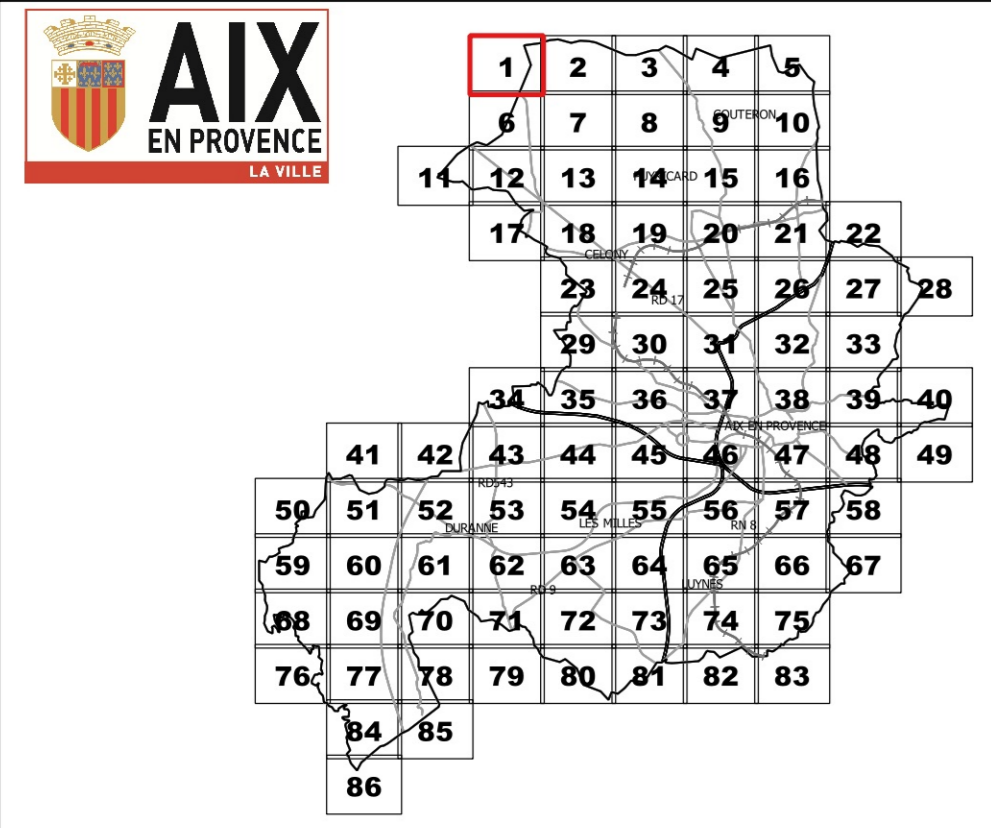 AIX
EN PROVENCE
LA VILLE
1 2 3 4 5
COUTERON
6 7 8 9 10
PUYRICARD
11 12 13 14 15 16
17 18 19 20 21 22
CELONY
23 24 25 26 27 28
RD 17
29 30 31 32 33
34 35 36 37 38 39 40
AIX EN PROVENCE
41 42 43 44 45 46 47 48 49
RD543
50 51 52 53 54 55 56 57 58
DURANNE LES MILLES RN 8
59 60 61 62 63 64 65 66 67
RD 9 LUYNES
68 69 70 71 72 73 74 75
76 77 78 79 80 81 82 83
84 85
86